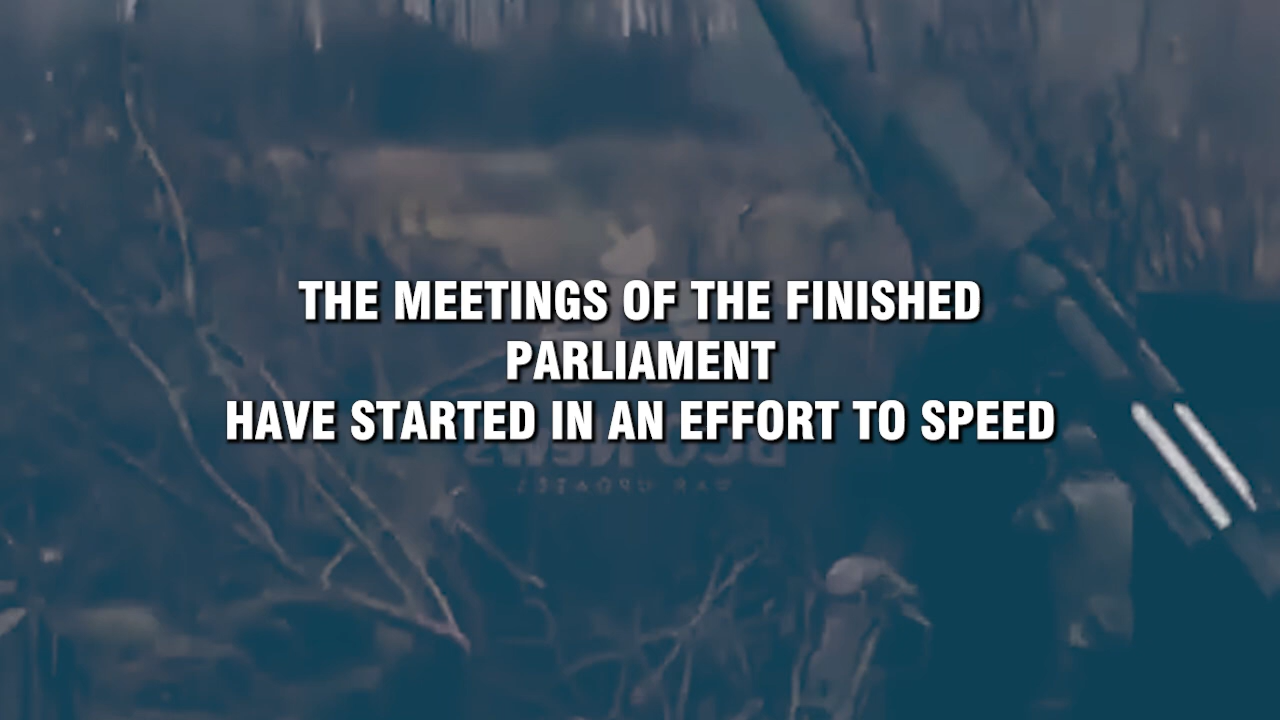 THE MEETINGS OF THE FINISHED
PARLIAMENT
HAVE STARTED IN AN EFFORT TO SPEED